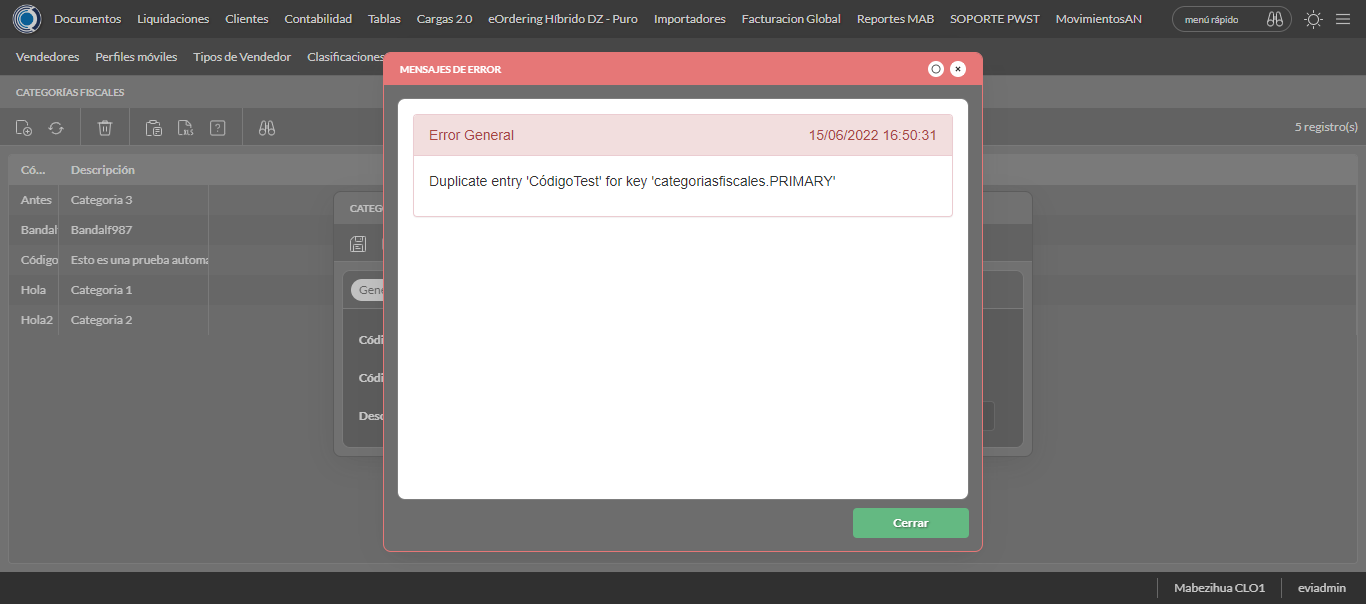 Documentos Liquidaciones Clientes Contabilidad Tablas Cargas 2.0 eOrdering Híbrido DZ - Puro Importadores Facturacion Global Reportes MAB SOPORTE PWST MovimientosAN menú rápido
Vendedores Perfiles móviles Tipos de Vendedor Clasificaciones
MENSAJES DE ERROR
CATEGORÍAS FISCALES
XLS ? 5 registro(s)
Error General 15/06/2022 16:50:31
Duplicate entry 'CódigoTest' for key 'categoriasfiscales.PRIMARY'
Có... Descripción
Antes Categoria 3
Bandalf Bandalf987
Código Esto es una prueba automa
Hola Categoria 1
Hola2 Categoria 2
CATEG
Gene
Códi
Códi
Desc
Cerrar
Mabezihua CLO1 eviadmin